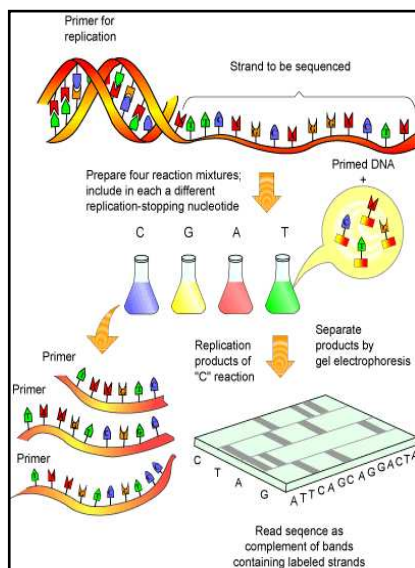 Primer for
replication
Strand to be sequenced
Prepare four reaction mixtures;
include in each a different
replication-stopping nucleotide
Primed DNA
+
C G A T
Primer
Primer
Primer
Replication
products of
"C" reaction
Separate
products by
gel electrophoresis
C T A G
ATTCAGCAGGACTA
Read seqence as
complement of bands
containing labeled strands